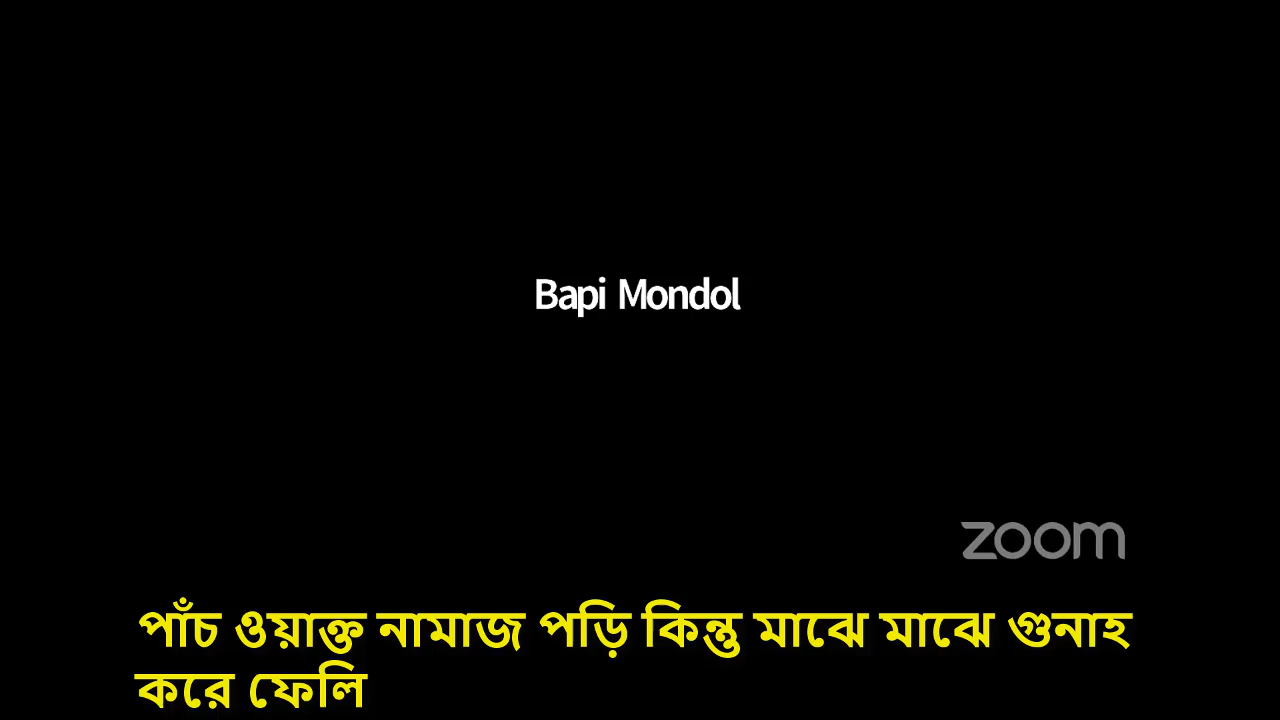 Bapi Mondol
zoom
পাঁচ ওয়াক্ত নামাজ পড়ি কিন্তু মাঝে মাঝে গুনাহ
করে ফেলি